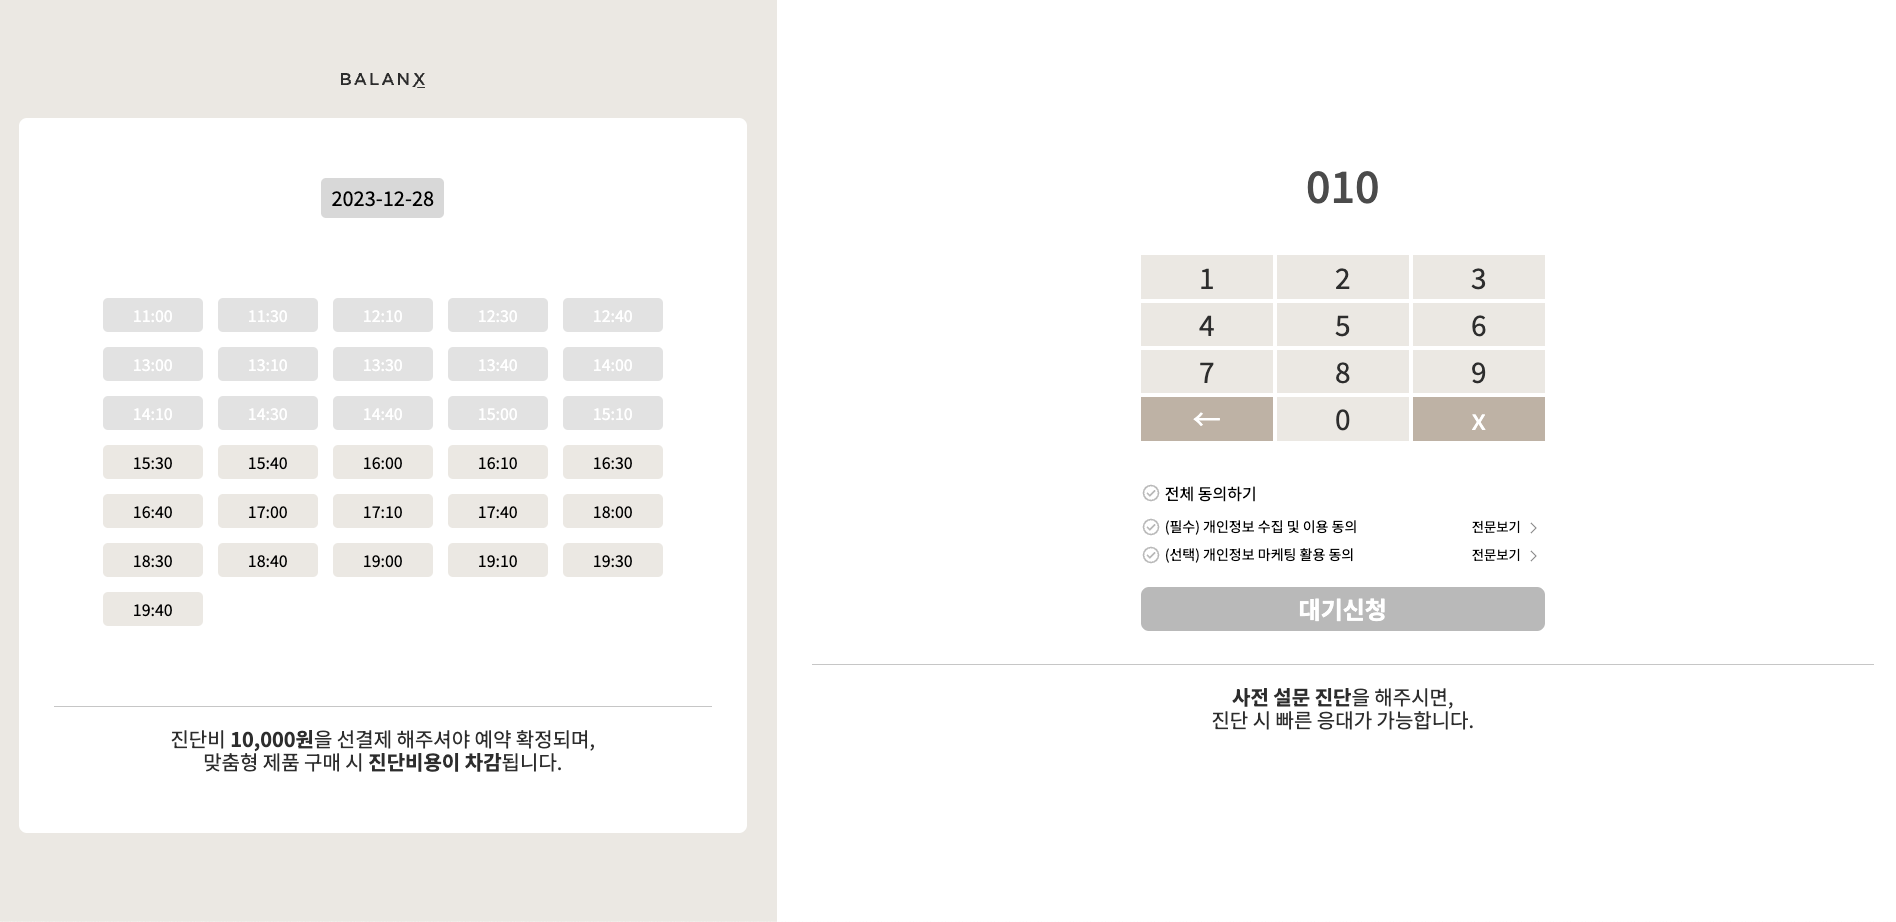 BALANX
2023-12-28
11:00 11:30 12:10 12:30 12:40
13:00 13:10 13:30 13:40 14:00
14:10 14:30 14:40 15:00 15:10
15:30 15:40 16:00 16:10 16:30
16:40 17:00 17:10 17:40 18:00
18:30 18:40 19:00 19:10 19:30
19:40
진단비 10,000원을 선결제 해주셔야 예약 확정되며,
맞춤형 제품 구매 시 진단비용이 차감됩니다.
010
1 2 3
4 5 6
7 8 9
← 0 x
전체 동의하기
(필수) 개인정보 수집 및 이용 동의 전문보기 >
(선택) 개인정보 마케팅 활용 동의 전문보기 >
대기신청
사전 설문 진단을 해주시면,
진단 시 빠른 응대가 가능합니다.